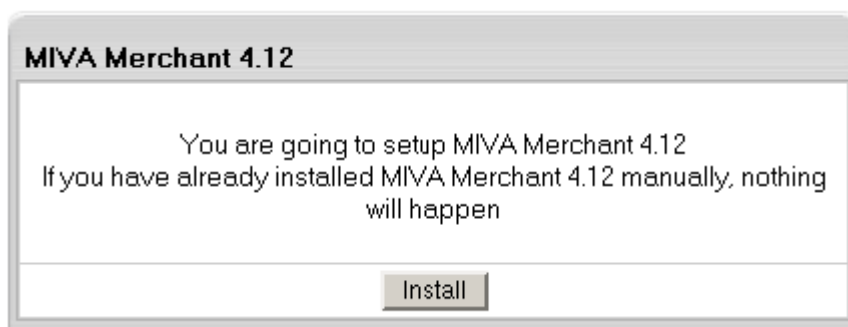 MIVA Merchant 4.12
You are going to setup MIVA Merchant 4.12
If you have already installed MIVA Merchant 4.12 manually, nothing
will happen
Install